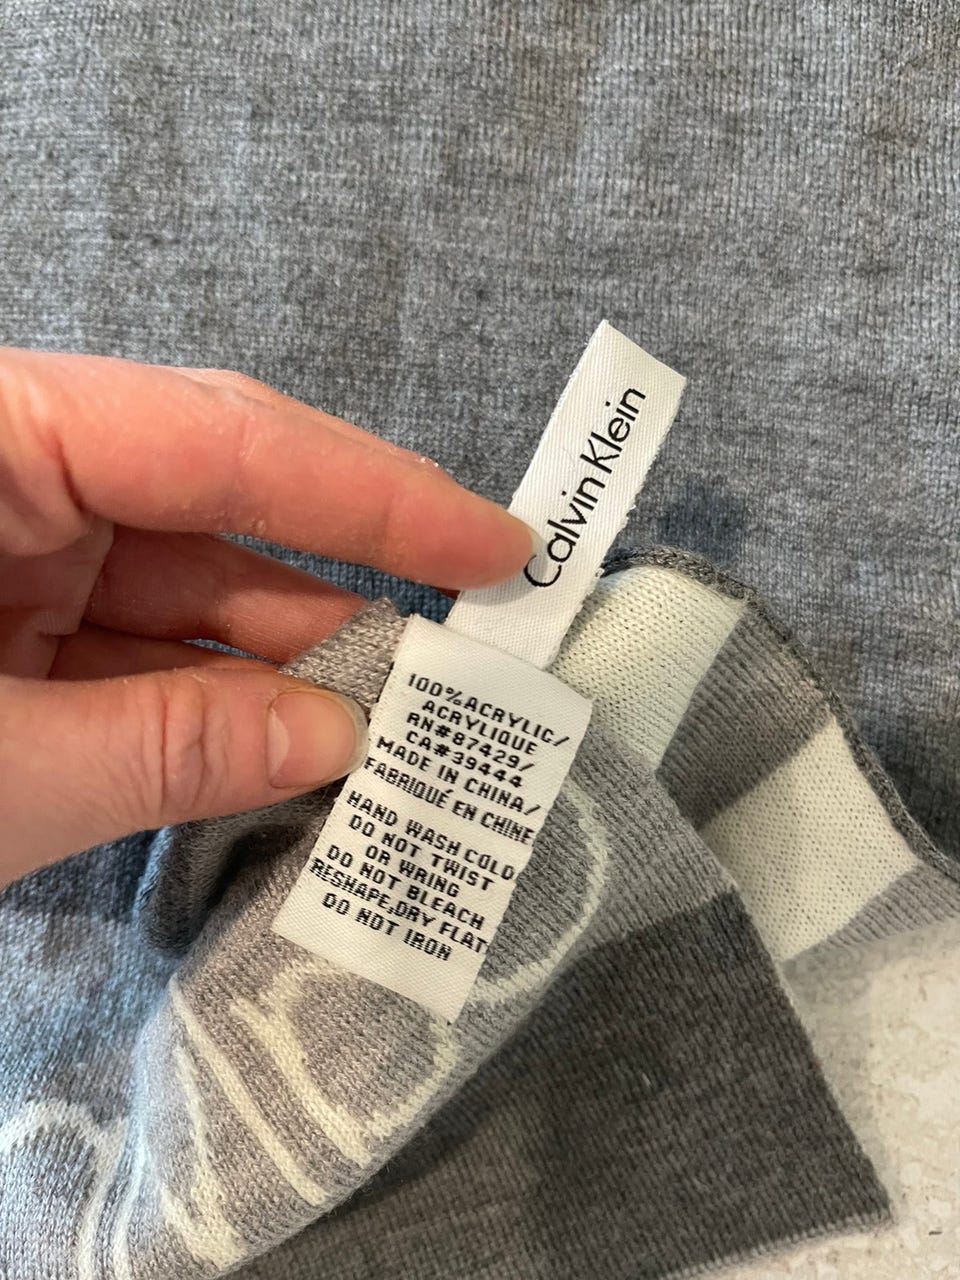 Calvin Klein
100%ACRYLIC/
ACRYLIQUE
RN#87429/
CA#39444
MADE IN CHINA/
FABRIQUÉ EN CHINE
HAND WASH COLD
DO NOT TWIST
OR WRING
DO NOT BLEACH
RESHAPE,DRY FLAT
DO NOT IRON